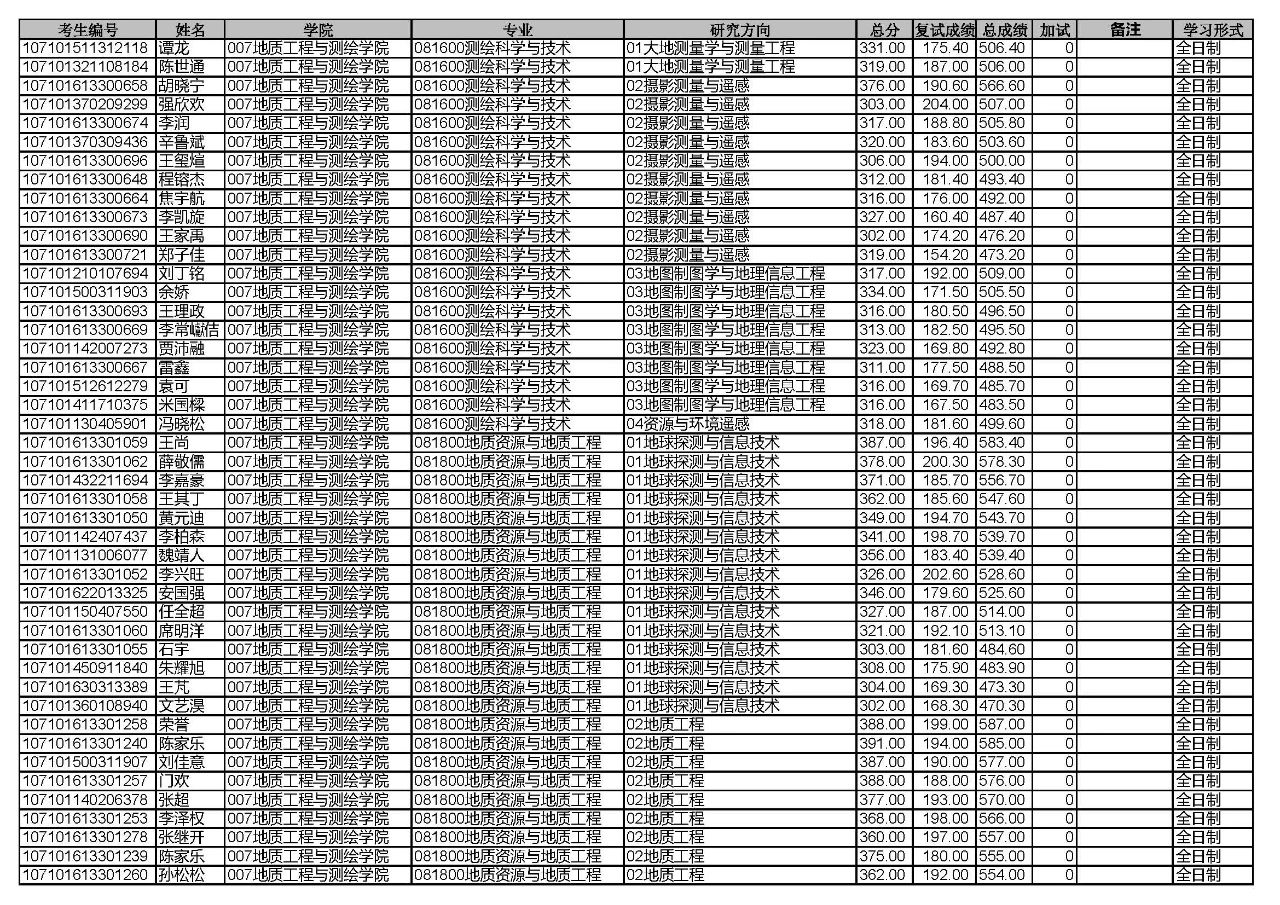 考生编号 姓名 学院 专业 研究方向 总分 复试成绩 总成绩 加试 备注 学习形式
107101511312118 谭龙 007地质工程与测绘学院 081600测绘科学与技术 01大地测量学与测量工程 331.00 175.40 506.40 0 全日制
107101321108184 陈世通 007地质工程与测绘学院 081600测绘科学与技术 01大地测量学与测量工程 319.00 187.00 506.00 0 全日制
107101613300658 胡晓宁 007地质工程与测绘学院 081600测绘科学与技术 02摄影测量与遥感 376.00 190.60 566.60 0 全日制
107101370209299 强欣欢 007地质工程与测绘学院 081600测绘科学与技术 02摄影测量与遥感 303.00 204.00 507.00 0 全日制
107101613300674 李润 007地质工程与测绘学院 081600测绘科学与技术 02摄影测量与遥感 317.00 188.80 505.80 0 全日制
107101370309436 辛鲁斌 007地质工程与测绘学院 081600测绘科学与技术 02摄影测量与遥感 320.00 183.60 503.60 0 全日制
107101613300696 王玺煊 007地质工程与测绘学院 081600测绘科学与技术 02摄影测量与遥感 306.00 194.00 500.00 0 全日制
107101613300648 程镕杰 007地质工程与测绘学院 081600测绘科学与技术 02摄影测量与遥感 312.00 181.40 493.40 0 全日制
107101613300664 焦宇航 007地质工程与测绘学院 081600测绘科学与技术 02摄影测量与遥感 316.00 176.00 492.00 0 全日制
107101613300673 李凯旋 007地质工程与测绘学院 081600测绘科学与技术 02摄影测量与遥感 327.00 160.40 487.40 0 全日制
107101613300690 王家禹 007地质工程与测绘学院 081600测绘科学与技术 02摄影测量与遥感 302.00 174.20 476.20 0 全日制
107101613300721 郑子佳 007地质工程与测绘学院 081600测绘科学与技术 02摄影测量与遥感 319.00 154.20 473.20 0 全日制
107101210107694 刘丁铭 007地质工程与测绘学院 081600测绘科学与技术 03地图制图学与地理信息工程 317.00 192.00 509.00 0 全日制
107101500311903 余娇 007地质工程与测绘学院 081600测绘科学与技术 03地图制图学与地理信息工程 334.00 171.50 505.50 0 全日制
107101613300693 王理政 007地质工程与测绘学院 081600测绘科学与技术 03地图制图学与地理信息工程 316.00 180.50 496.50 0 全日制
107101613300669 007地质工程与测绘学院 081600测绘科学与技术 03地图制图学与地理信息工程 313.00 182.50 495.50 0 全日制
107101142007273 贾沛融 007地质工程与测绘学院 081600测绘科学与技术 03地图制图学与地理信息工程 323.00 169.80 492.80 0 全日制
107101613300667 雷鑫 007地质工程与测绘学院 081600测绘科学与技术 03地图制图学与地理信息工程 311.00 177.50 488.50 0 全日制
107101512612279 袁可 007地质工程与测绘学院 081600测绘科学与技术 03地图制图学与地理信息工程 316.00 169.70 485.70 0 全日制
107101411710375 米国樑 007地质工程与测绘学院 081600测绘科学与技术 03地图制图学与地理信息工程 316.00 167.50 483.50 0 全日制
107101130405901 冯晓松 007地质工程与测绘学院 081600测绘科学与技术 04资源与环境遥感 318.00 181.60 499.60 0 全日制
107101613301059 王尚 007地质工程与测绘学院 081800地质资源与地质工程 01地球探测与信息技术 387.00 196.40 583.40 0 全日制
107101613301062 薛敬儒 007地质工程与测绘学院 081800地质资源与地质工程 01地球探测与信息技术 378.00 200.30 578.30 0 全日制
107101432211694 李嘉豪 007地质工程与测绘学院 081800地质资源与地质工程 01地球探测与信息技术 371.00 185.70 556.70 0 全日制
107101613301058 王其丁 007地质工程与测绘学院 081800地质资源与地质工程 01地球探测与信息技术 362.00 185.60 547.60 0 全日制
107101613301050 黄元迪 007地质工程与测绘学院 081800地质资源与地质工程 01地球探测与信息技术 349.00 194.70 543.70 0 全日制
107101142407437 李柏森 007地质工程与测绘学院 081800地质资源与地质工程 01地球探测与信息技术 341.00 198.70 539.70 0 全日制
107101131006077 魏靖人 007地质工程与测绘学院 081800地质资源与地质工程 01地球探测与信息技术 356.00 183.40 539.40 0 全日制
107101613301052 李兴旺 007地质工程与测绘学院 081800地质资源与地质工程 01地球探测与信息技术 326.00 202.60 528.60 0 全日制
107101622013325 安国强 007地质工程与测绘学院 081800地质资源与地质工程 01地球探测与信息技术 346.00 179.60 525.60 0 全日制
107101150407550 任全超 007地质工程与测绘学院 081800地质资源与地质工程 01地球探测与信息技术 327.00 187.00 514.00 0 全日制
107101613301060 席明洋 007地质工程与测绘学院 081800地质资源与地质工程 01地球探测与信息技术 321.00 192.10 513.10 0 全日制
107101613301055 石宇 007地质工程与测绘学院 081800地质资源与地质工程 01地球探测与信息技术 303.00 181.60 484.60 0 全日制
107101450911840 朱耀旭 007地质工程与测绘学院 081800地质资源与地质工程 01地球探测与信息技术 308.00 175.90 483.90 0 全日制
107101630313389 王芃 007地质工程与测绘学院 081800地质资源与地质工程 01地球探测与信息技术 304.00 169.30 473.30 0 全日制
107101360108940 文艺淏 007地质工程与测绘学院 081800地质资源与地质工程 01地球探测与信息技术 302.00 168.30 470.30 0 全日制
107101613301258 荣誉 007地质工程与测绘学院 081800地质资源与地质工程 02地质工程 388.00 199.00 587.00 0 全日制
107101613301240 陈家乐 007地质工程与测绘学院 081800地质资源与地质工程 02地质工程 391.00 194.00 585.00 0 全日制
107101500311907 刘佳意 007地质工程与测绘学院 081800地质资源与地质工程 02地质工程 387.00 190.00 577.00 0 全日制
107101613301257 门欢 007地质工程与测绘学院 081800地质资源与地质工程 02地质工程 388.00 188.00 576.00 0 全日制
107101140206378 张超 007地质工程与测绘学院 081800地质资源与地质工程 02地质工程 377.00 193.00 570.00 0 全日制
107101613301253 李泽权 007地质工程与测绘学院 081800地质资源与地质工程 02地质工程 368.00 198.00 566.00 0 全日制
107101613301278 张继开 007地质工程与测绘学院 081800地质资源与地质工程 02地质工程 360.00 197.00 557.00 0 全日制
107101613301239 陈家乐 007地质工程与测绘学院 081800地质资源与地质工程 02地质工程 375.00 180.00 555.00 0 全日制
107101613301260 孙松松 007地质工程与测绘学院 081800地质资源与地质工程 02地质工程 362.00 192.00 554.00 0 全日制